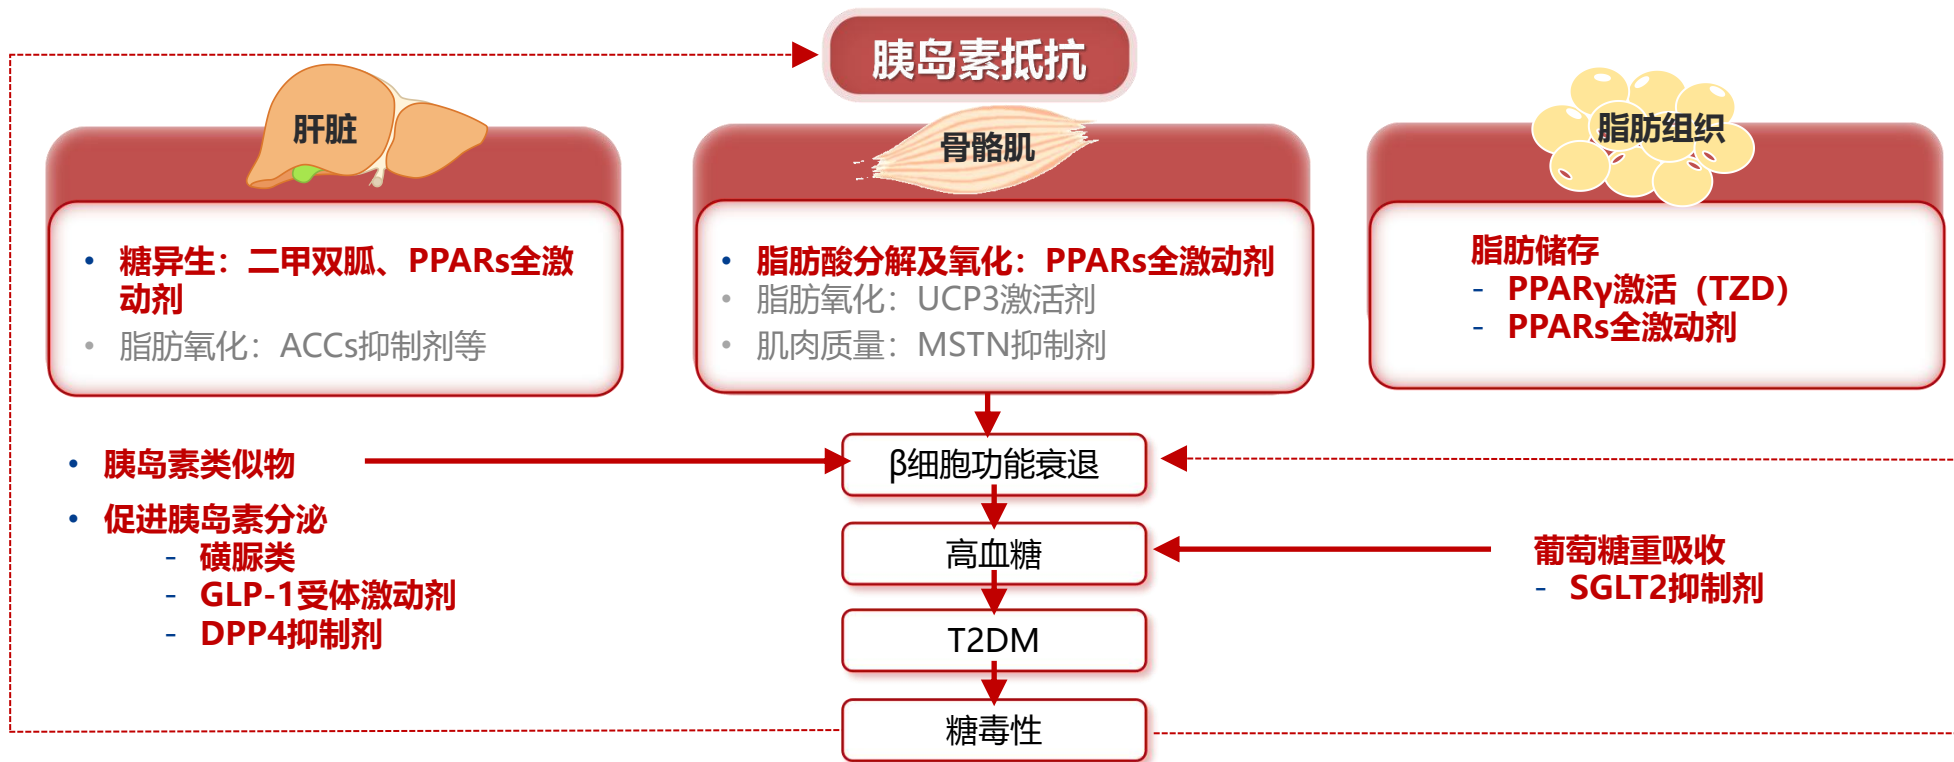 胰岛素抵抗
肝脏
• 糖异生：二甲双胍、PPARs全激
动剂
• 脂肪氧化：ACCs抑制剂等
骨骼肌
• 脂肪酸分解及氧化：PPARs全激动剂
• 脂肪氧化：UCP3激活剂
• 肌肉质量：MSTN抑制剂
脂肪组织
脂肪储存
- PPARγ激活（TZD）
- PPARs全激动剂
• 胰岛素类似物
• 促进胰岛素分泌
- 磺脲类
- GLP-1受体激动剂
- DPP4抑制剂
β细胞功能衰退
高血糖
T2DM
糖毒性
葡萄糖重吸收
- SGLT2抑制剂